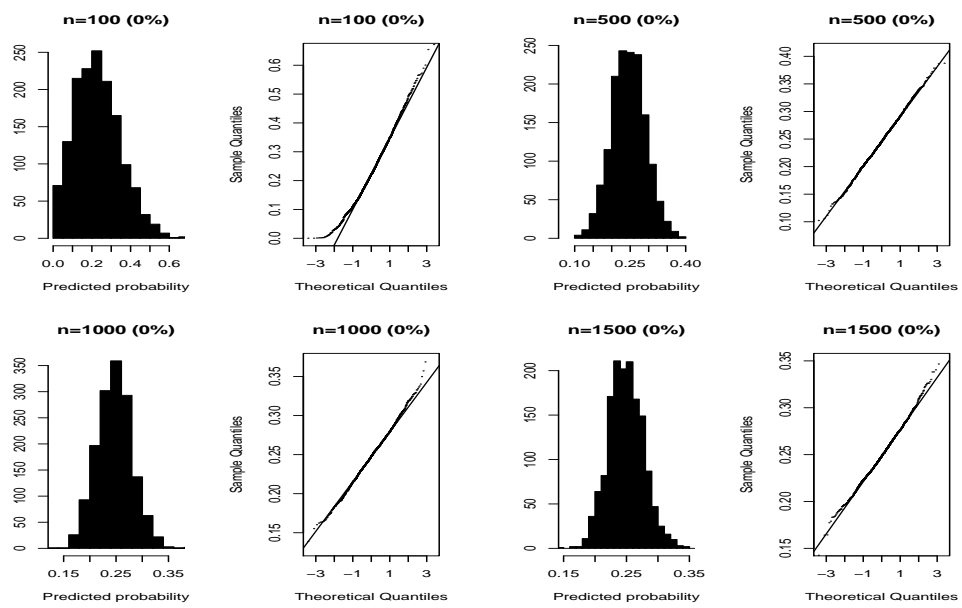 n=100 (0%)
0 50 100 150 200 250
0.0 0.2 0.4 0.6
Predicted probability
n=100 (0%)
Sample Quantiles
0.0 0.1 0.2 0.3 0.4 0.5 0.6
−3 −1 1 3
Theoretical Quantiles
n=500 (0%)
0 50 100 150 200 250
0.10 0.25 0.40
Predicted probability
n=500 (0%)
Sample Quantiles
0.10 0.15 0.20 0.25 0.30 0.35 0.40
−3 −1 1 3
Theoretical Quantiles
n=1000 (0%)
0 50 100 150 200 250 300 350
0.15 0.25 0.35
Predicted probability
n=1000 (0%)
Sample Quantiles
0.15 0.20 0.25 0.30 0.35
−3 −1 1 3
Theoretical Quantiles
n=1500 (0%)
0 50 100 150 200
0.15 0.25 0.35
Predicted probability
n=1500 (0%)
Sample Quantiles
0.15 0.20 0.25 0.30 0.35
−3 −1 1 3
Theoretical Quantiles